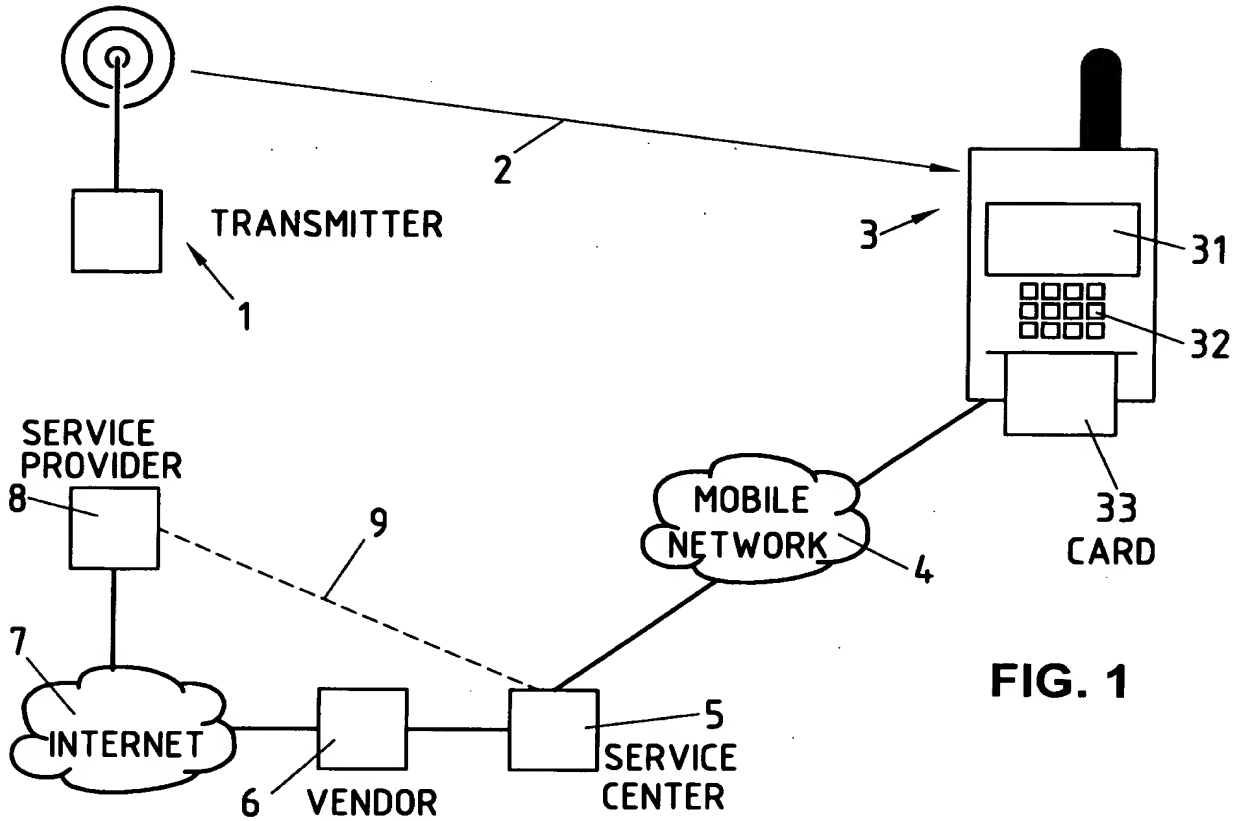 2
TRANSMITTER
1
3
31
32
33
CARD
SERVICE
PROVIDER
8
9
MOBILE
NETWORK
4
7
INTERNET
6
VENDOR
5
SERVICE
CENTER
FIG. 1